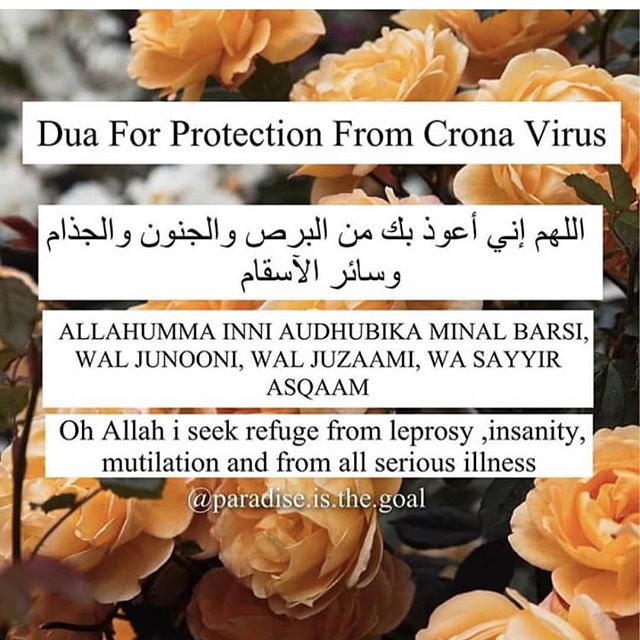 Dua For Protection From Crona Virus
اللهم إني أعوذ بك من البرص والجنون والجذام
وسائر الآسقام
ALLAHUMMA INNI AUDHUBIKA MINAL BARSI,
WAL JUNOONI, WAL JUZAAMI, WA SAYYIR
ASQAAM
Oh Allah i seek refuge from leprosy ,insanity,
mutilation and from all serious illness
@paradise.is.the.goal